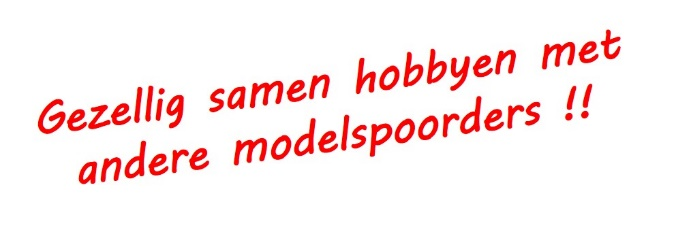 Gezellig samen hobbyen met
andere modelspoorders !!